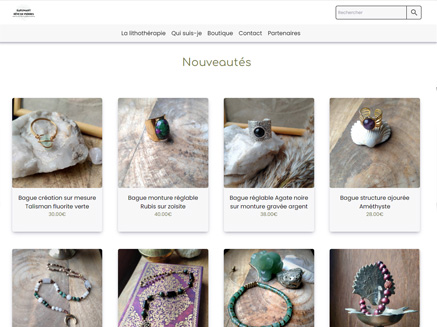 Rechercher
La lithothérapie Qui suis-je Boutique Contact Partenaires
Nouveautés
Bague création sur mesure
Talisman fluorite verte
30,00€
Bague monture réglable
Rubis sur zoïsite
40,00€
Bague réglable Agate noire
sur monture gravée argent
38,00€
Bague structure ajourée
Améthyste
28,00€